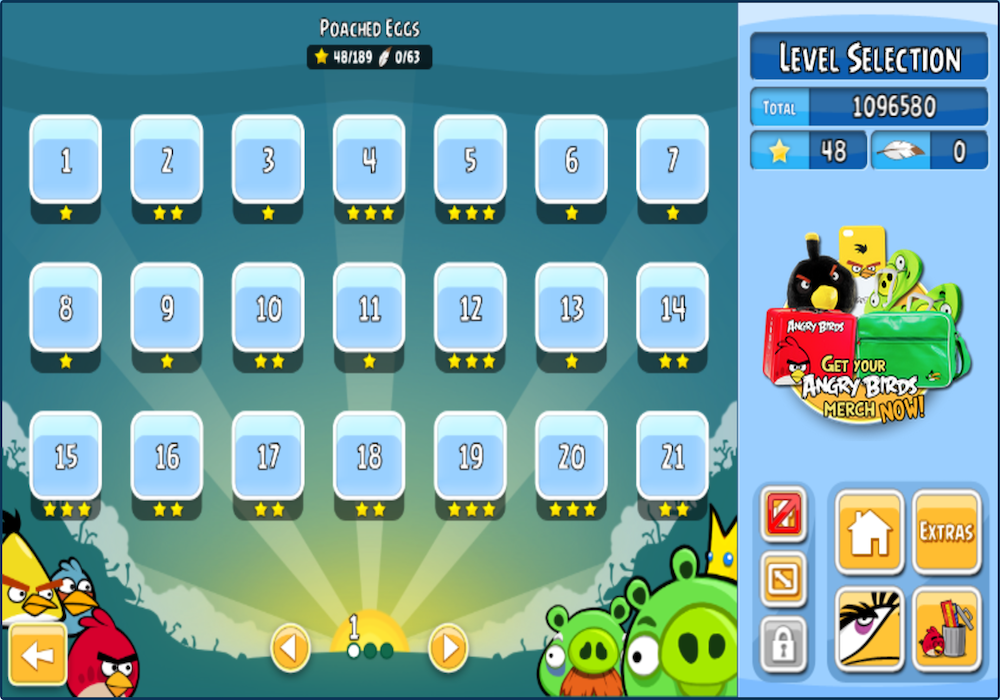 POACHED EGGS
48/189 0/63
LEVEL SELECTION
TOTAL 1096580
48 0
1 2 3 4 5 6 7
8 9 10 11 12 13 14
15 16 17 18 19 20 21
ANGRY BIRDS
GET YOUR
ANGRY BIRDS
MERCH NOW!
EXTRAS
1